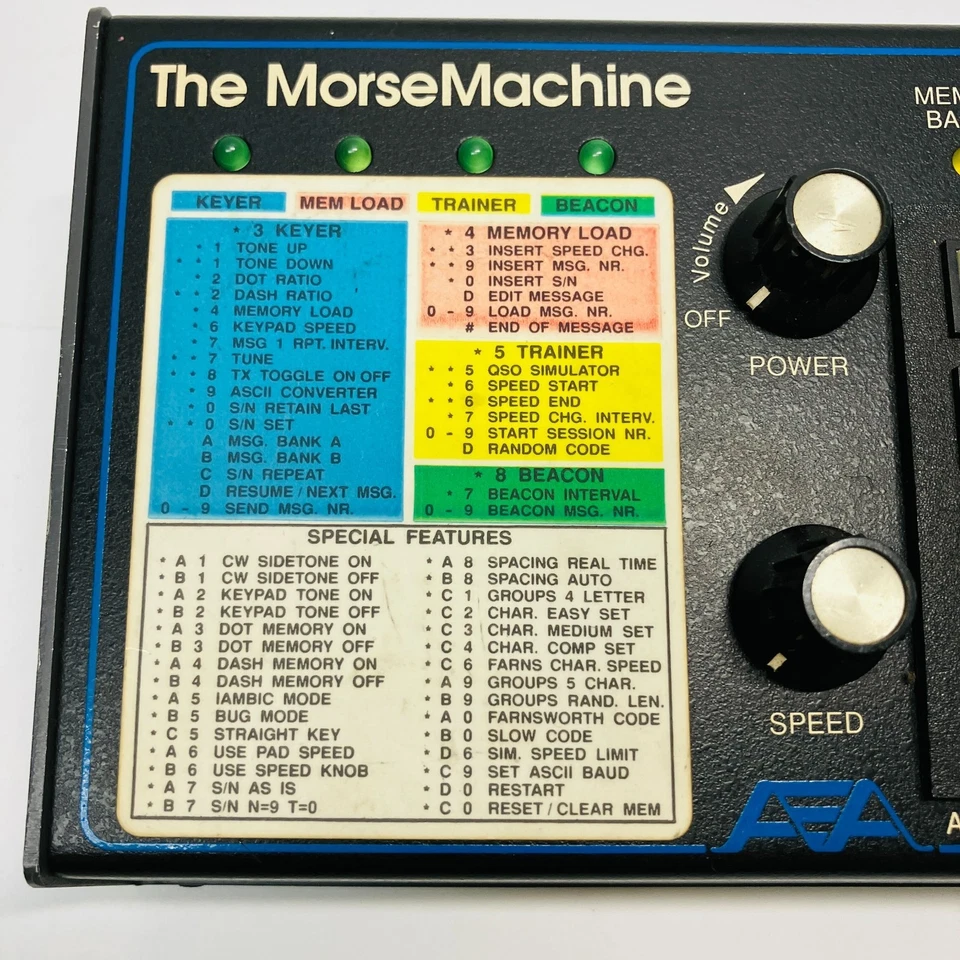 The MorseMachine
MEM
BA
KEYER MEM LOAD TRAINER BEACON
* 3 KEYER
* 1 TONE UP
* * 1 TONE DOWN
* 2 DOT RATIO
* * 2 DASH RATIO
* 4 MEMORY LOAD
* 6 KEYPAD SPEED
* 7 MSG 1 RPT. INTERV.
* * 7 TUNE
* * 8 TX TOGGLE ON OFF
* 9 ASCII CONVERTER
* 0 S/N RETAIN LAST
* * 0 S/N SET
A MSG. BANK A
B MSG. BANK B
C S/N REPEAT
D RESUME / NEXT MSG.
0 - 9 SEND MSG. NR.
* 4 MEMORY LOAD
* * 3 INSERT SPEED CHG.
* * 9 INSERT MSG. NR.
* 0 INSERT S/N
D EDIT MESSAGE
0 - 9 LOAD MSG. NR.
# END OF MESSAGE
* 5 TRAINER
* * 5 QSO SIMULATOR
* 6 SPEED START
* * 6 SPEED END
* 7 SPEED CHG. INTERV.
0 - 9 START SESSION NR.
D RANDOM CODE
* 8 BEACON
* 7 BEACON INTERVAL
0 - 9 BEACON MSG. NR.
SPECIAL FEATURES
* A 1 CW SIDETONE ON
* B 1 CW SIDETONE OFF
* A 2 KEYPAD TONE ON
* B 2 KEYPAD TONE OFF
* A 3 DOT MEMORY ON
* B 3 DOT MEMORY OFF
* A 4 DASH MEMORY ON
* B 4 DASH MEMORY OFF
* A 5 IAMBIC MODE
* B 5 BUG MODE
* C 5 STRAIGHT KEY
* A 6 USE PAD SPEED
* B 6 USE SPEED KNOB
* A 7 S/N AS IS
* B 7 S/N N=9 T=0
* A 8 SPACING REAL TIME
* B 8 SPACING AUTO
* C 1 GROUPS 4 LETTER
* C 2 CHAR. EASY SET
* C 3 CHAR. MEDIUM SET
* C 4 CHAR. COMP SET
* C 6 FARNS CHAR. SPEED
* A 9 GROUPS 5 CHAR.
* B 9 GROUPS RAND. LEN.
* A 0 FARNSWORTH CODE
* B 0 SLOW CODE
* D 6 SIM. SPEED LIMIT
* C 9 SET ASCII BAUD
* D 0 RESTART
* C 0 RESET / CLEAR MEM
Volume
OFF
POWER
SPEED
AEA
A